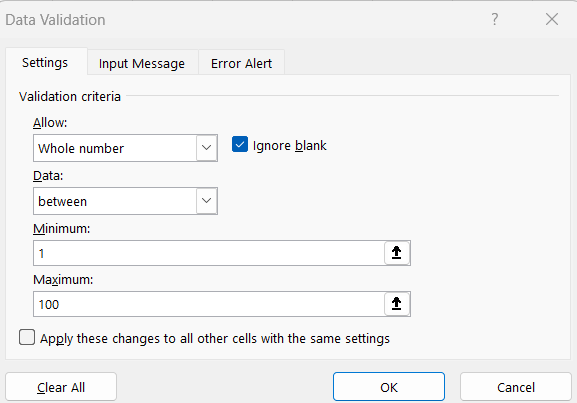 Data Validation ?
Settings Input Message Error Alert
Validation criteria
Allow:
Whole number Ignore blank
Data:
between
Minimum:
1
Maximum:
100
Apply these changes to all other cells with the same settings
Clear All OK Cancel